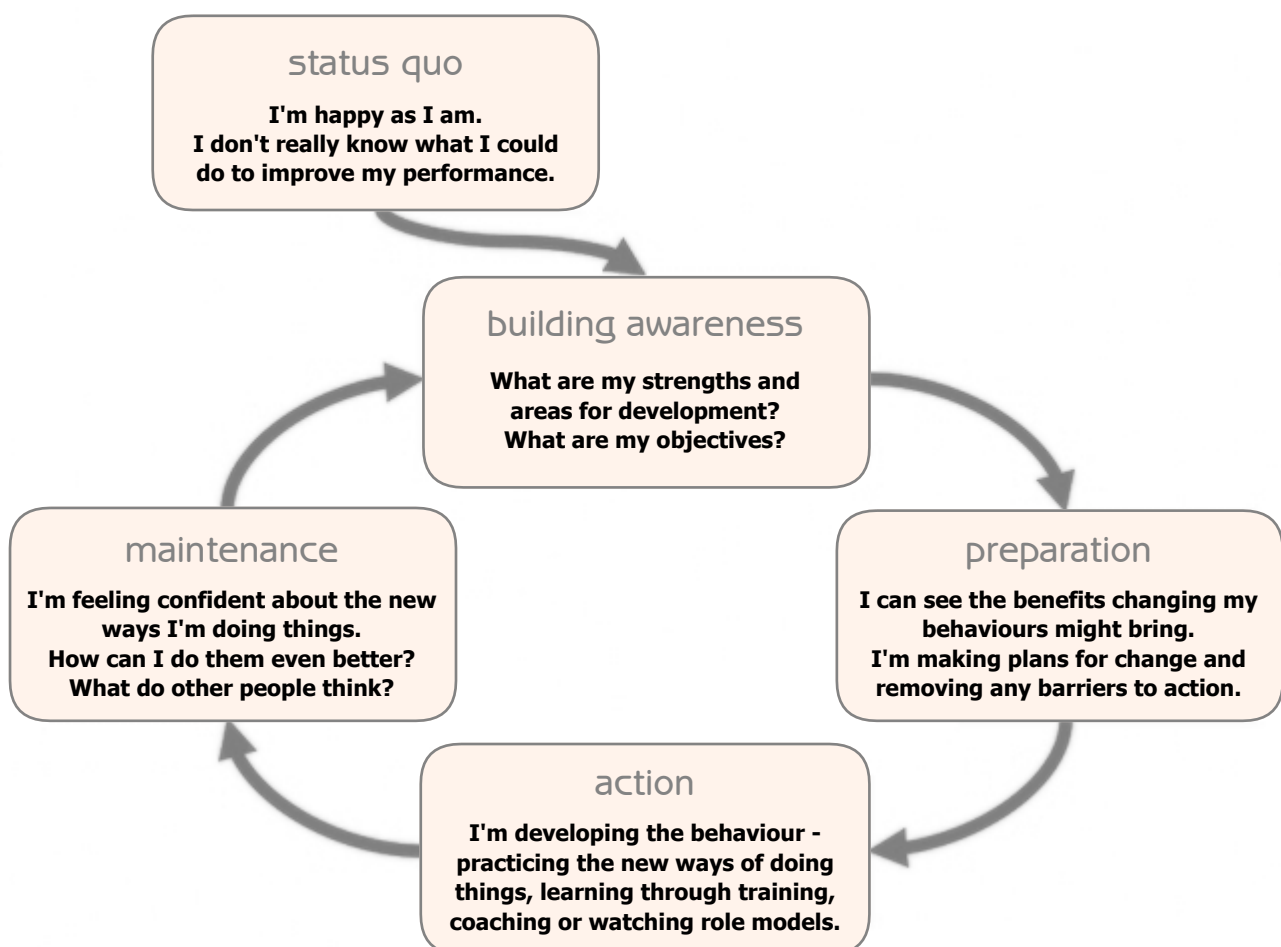 status quo
I'm happy as I am.
I don't really know what I could
do to improve my performance.
building awareness
What are my strengths and
areas for development?
What are my objectives?
maintenance
I'm feeling confident about the new
ways I'm doing things.
How can I do them even better?
What do other people think?
preparation
I can see the benefits changing my
behaviours might bring.
I'm making plans for change and
removing any barriers to action.
action
I'm developing the behaviour -
practicing the new ways of doing
things, learning through training,
coaching or watching role models.